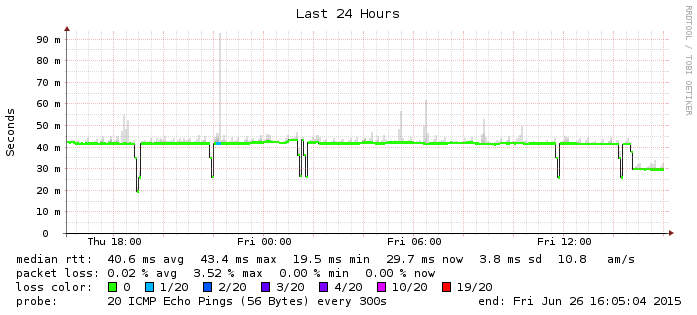 Last 24 Hours
RRDTOOL / TOBI OETIKER
Seconds
90 m
80 m
70 m
60 m
50 m
40 m
30 m
20 m
10 m
0
Thu 18:00 Fri 00:00 Fri 06:00 Fri 12:00
median rtt: 40.6 ms avg 43.4 ms max 19.5 ms min 29.7 ms now 3.8 ms sd 10.8 am/s
packet loss: 0.02 % avg 3.52 % max 0.00 % min 0.00 % now
loss color: 0 1/20 2/20 3/20 4/20 10/20 19/20
probe: 20 ICMP Echo Pings (56 Bytes) every 300s end: Fri Jun 26 16:05:04 2015